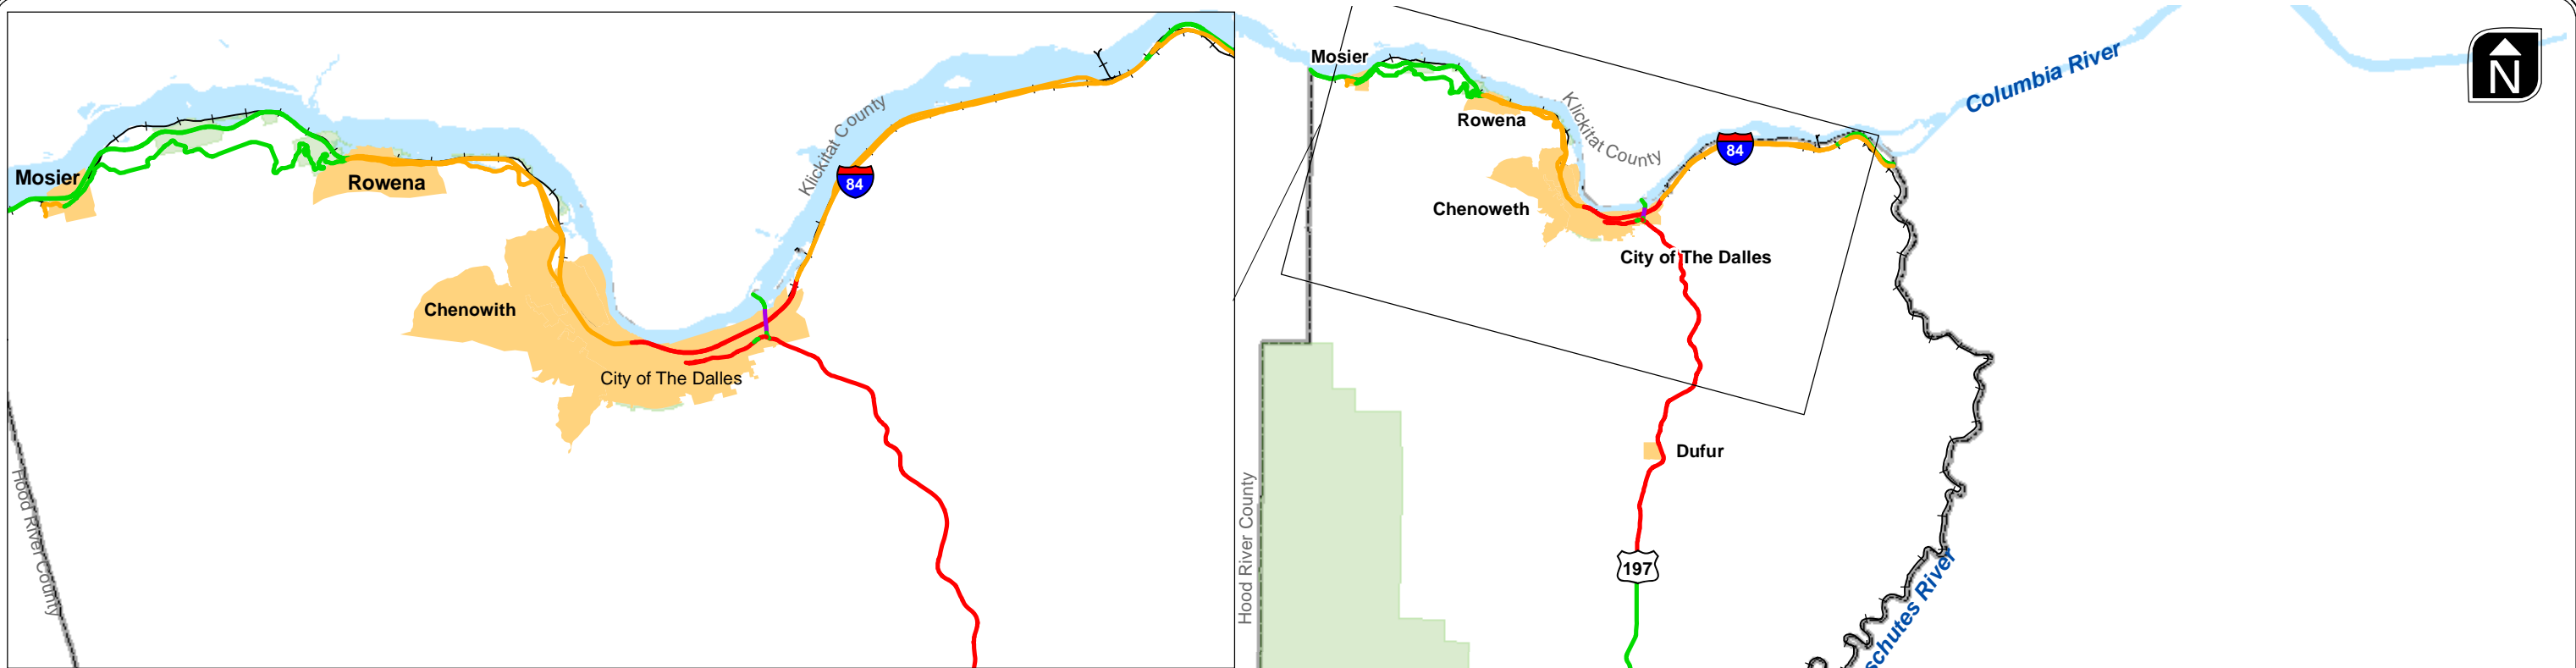 Mosier
Rowena
Klickitat County
84
Chenowith
City of The Dalles
Hood River County
Mosier
Rowena
Klickitat County
84
Columbia River
N
Chenoweth
City of The Dalles
Dufur
Hood River County
197
schutes River